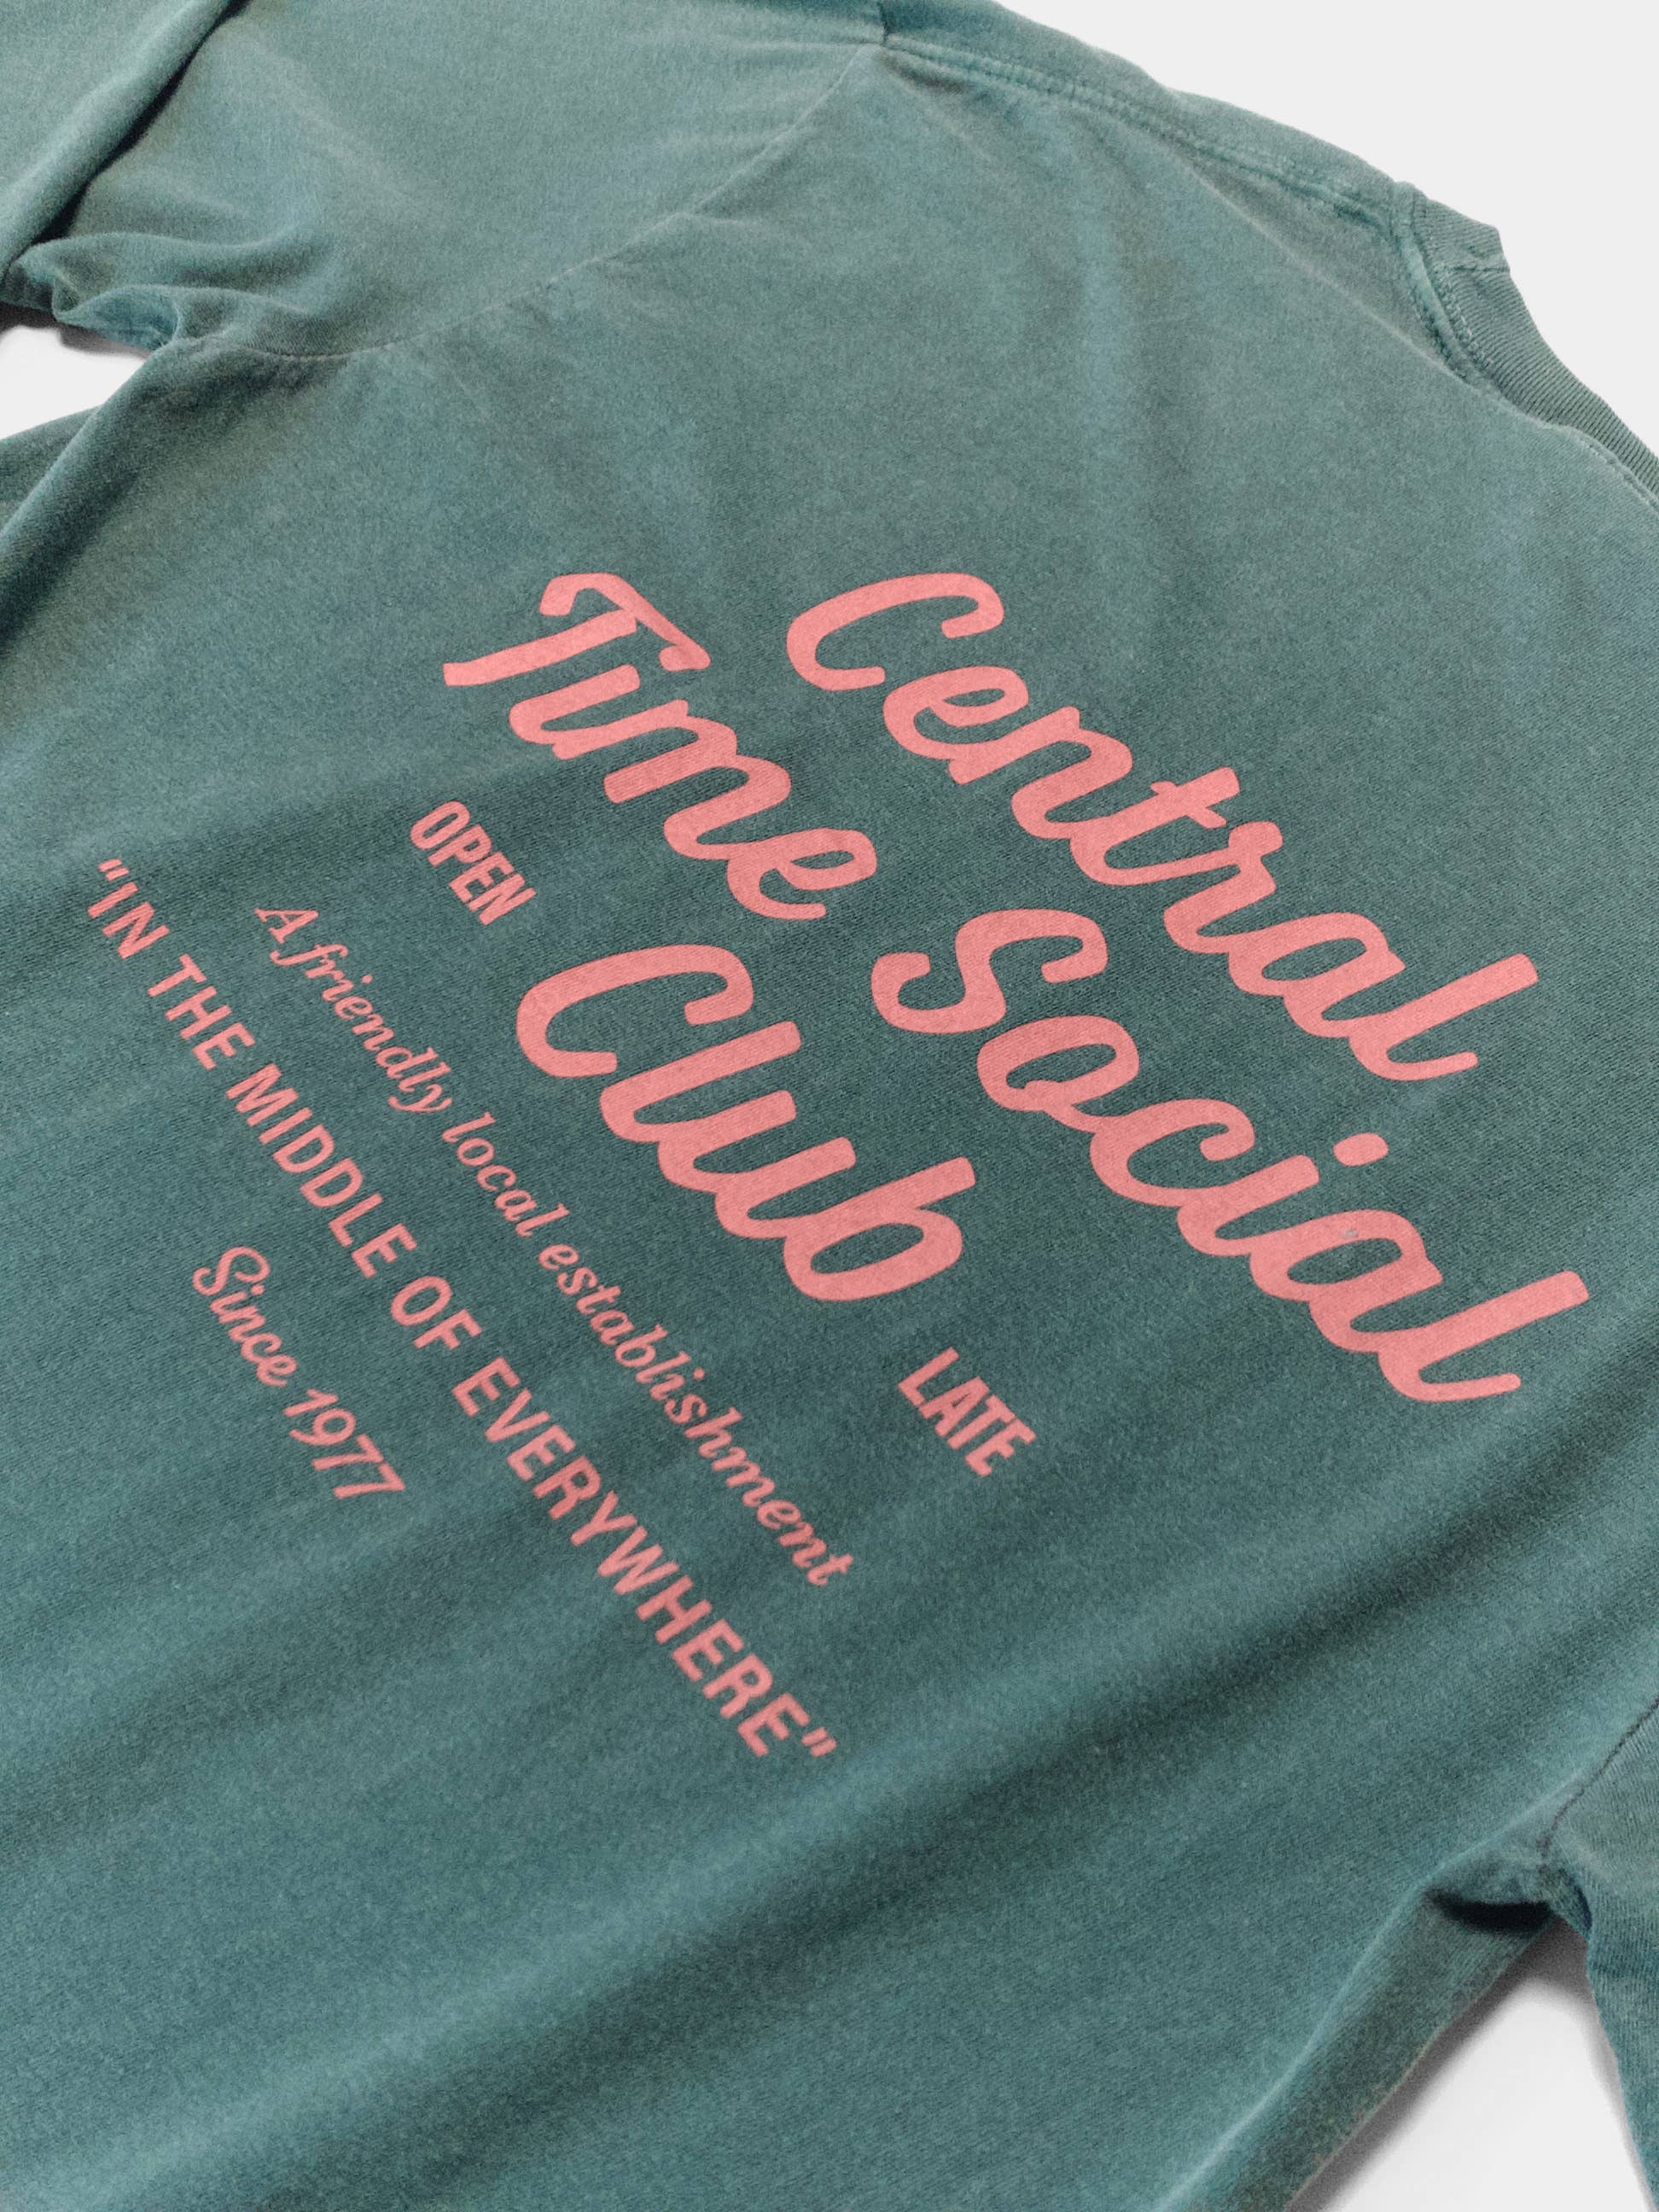 Central
Time Social
OPEN Club LATE
A friendly local establishment
"IN THE MIDDLE OF EVERYWHERE"
Since 1977